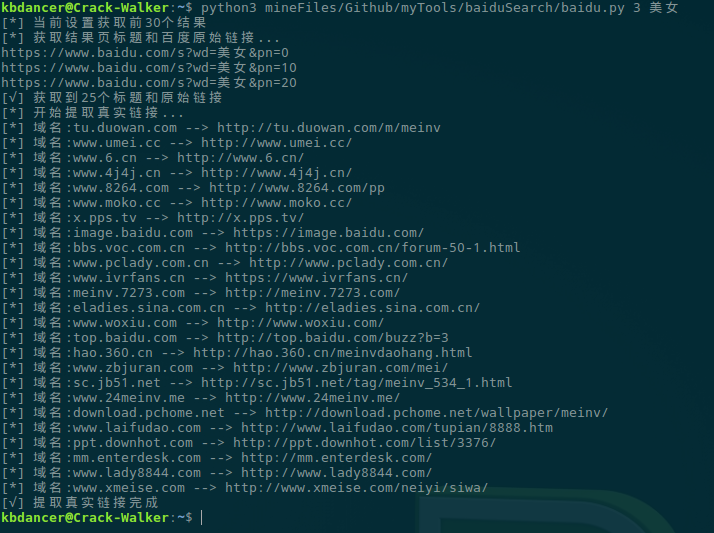 kbdancer@Crack-Walker:~$ python3 mineFiles/Github/myTools/baiduSearch/baidu.py 3 美女
[*] 当前设置获取前30个结果
[*] 获取结果页标题和百度原始链接...
https://www.baidu.com/s?wd=美女&pn=0
https://www.baidu.com/s?wd=美女&pn=10
https://www.baidu.com/s?wd=美女&pn=20
[√] 获取到25个标题和原始链接
[*] 开始提取真实链接...
[*] 域名:tu.duowan.com --> http://tu.duowan.com/m/meinv
[*] 域名:www.umei.cc --> http://www.umei.cc/
[*] 域名:www.6.cn --> http://www.6.cn/
[*] 域名:www.4j4j.cn --> http://www.4j4j.cn/
[*] 域名:www.8264.com --> http://www.8264.com/pp
[*] 域名:www.moko.cc --> http://www.moko.cc/
[*] 域名:x.pps.tv --> http://x.pps.tv/
[*] 域名:image.baidu.com --> https://image.baidu.com/
[*] 域名:bbs.voc.com.cn --> http://bbs.voc.com.cn/forum-50-1.html
[*] 域名:www.pclady.com.cn --> http://www.pclady.com.cn/
[*] 域名:www.ivrfans.cn --> https://www.ivrfans.cn/
[*] 域名:meinv.7273.com --> http://meinv.7273.com/
[*] 域名:eladies.sina.com.cn --> http://eladies.sina.com.cn/
[*] 域名:www.woxiu.com --> http://www.woxiu.com/
[*] 域名:top.baidu.com --> http://top.baidu.com/buzz?b=3
[*] 域名:hao.360.cn --> http://hao.360.cn/meinvdaohang.html
[*] 域名:www.zbjuran.com --> http://www.zbjuran.com/mei/
[*] 域名:sc.jb51.net --> http://sc.jb51.net/tag/meinv_534_1.html
[*] 域名:www.24meinv.me --> http://www.24meinv.me/
[*] 域名:download.pchome.net --> http://download.pchome.net/wallpaper/meinv/
[*] 域名:www.laifudao.com --> http://www.laifudao.com/tupian/8888.htm
[*] 域名:ppt.downhot.com --> http://ppt.downhot.com/list/3376/
[*] 域名:mm.enterdesk.com --> http://mm.enterdesk.com/
[*] 域名:www.lady8844.com --> http://www.lady8844.com/
[*] 域名:www.xmeise.com --> http://www.xmeise.com/neiyi/siwa/
[√] 提取真实链接完成
kbdancer@Crack-Walker:~$